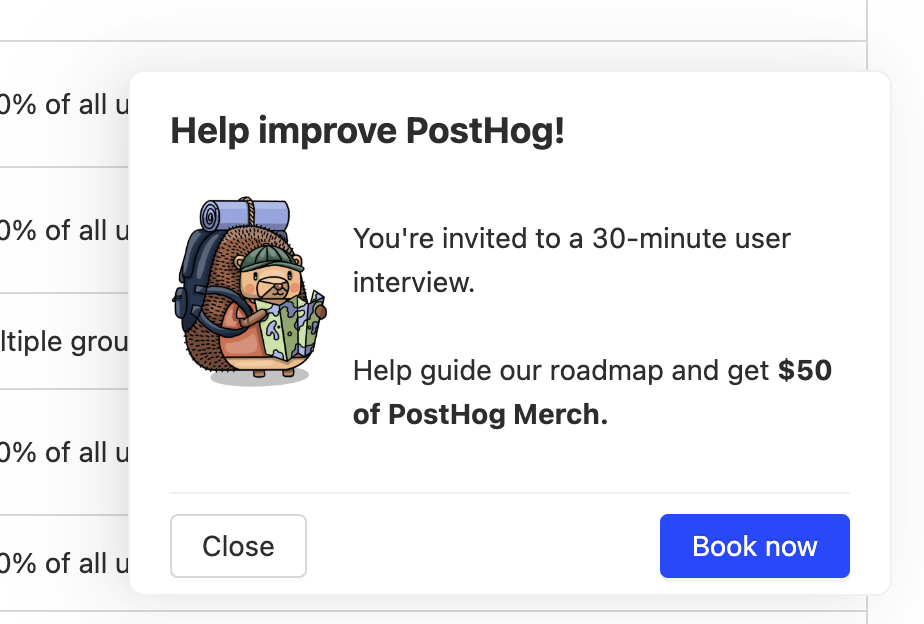 0% of all u
Help improve PostHog!
0% of all u
You're invited to a 30-minute user
interview.
ltiple grou
Help guide our roadmap and get $50
of PostHog Merch.
0% of all u
Close
Book now
0% of all u